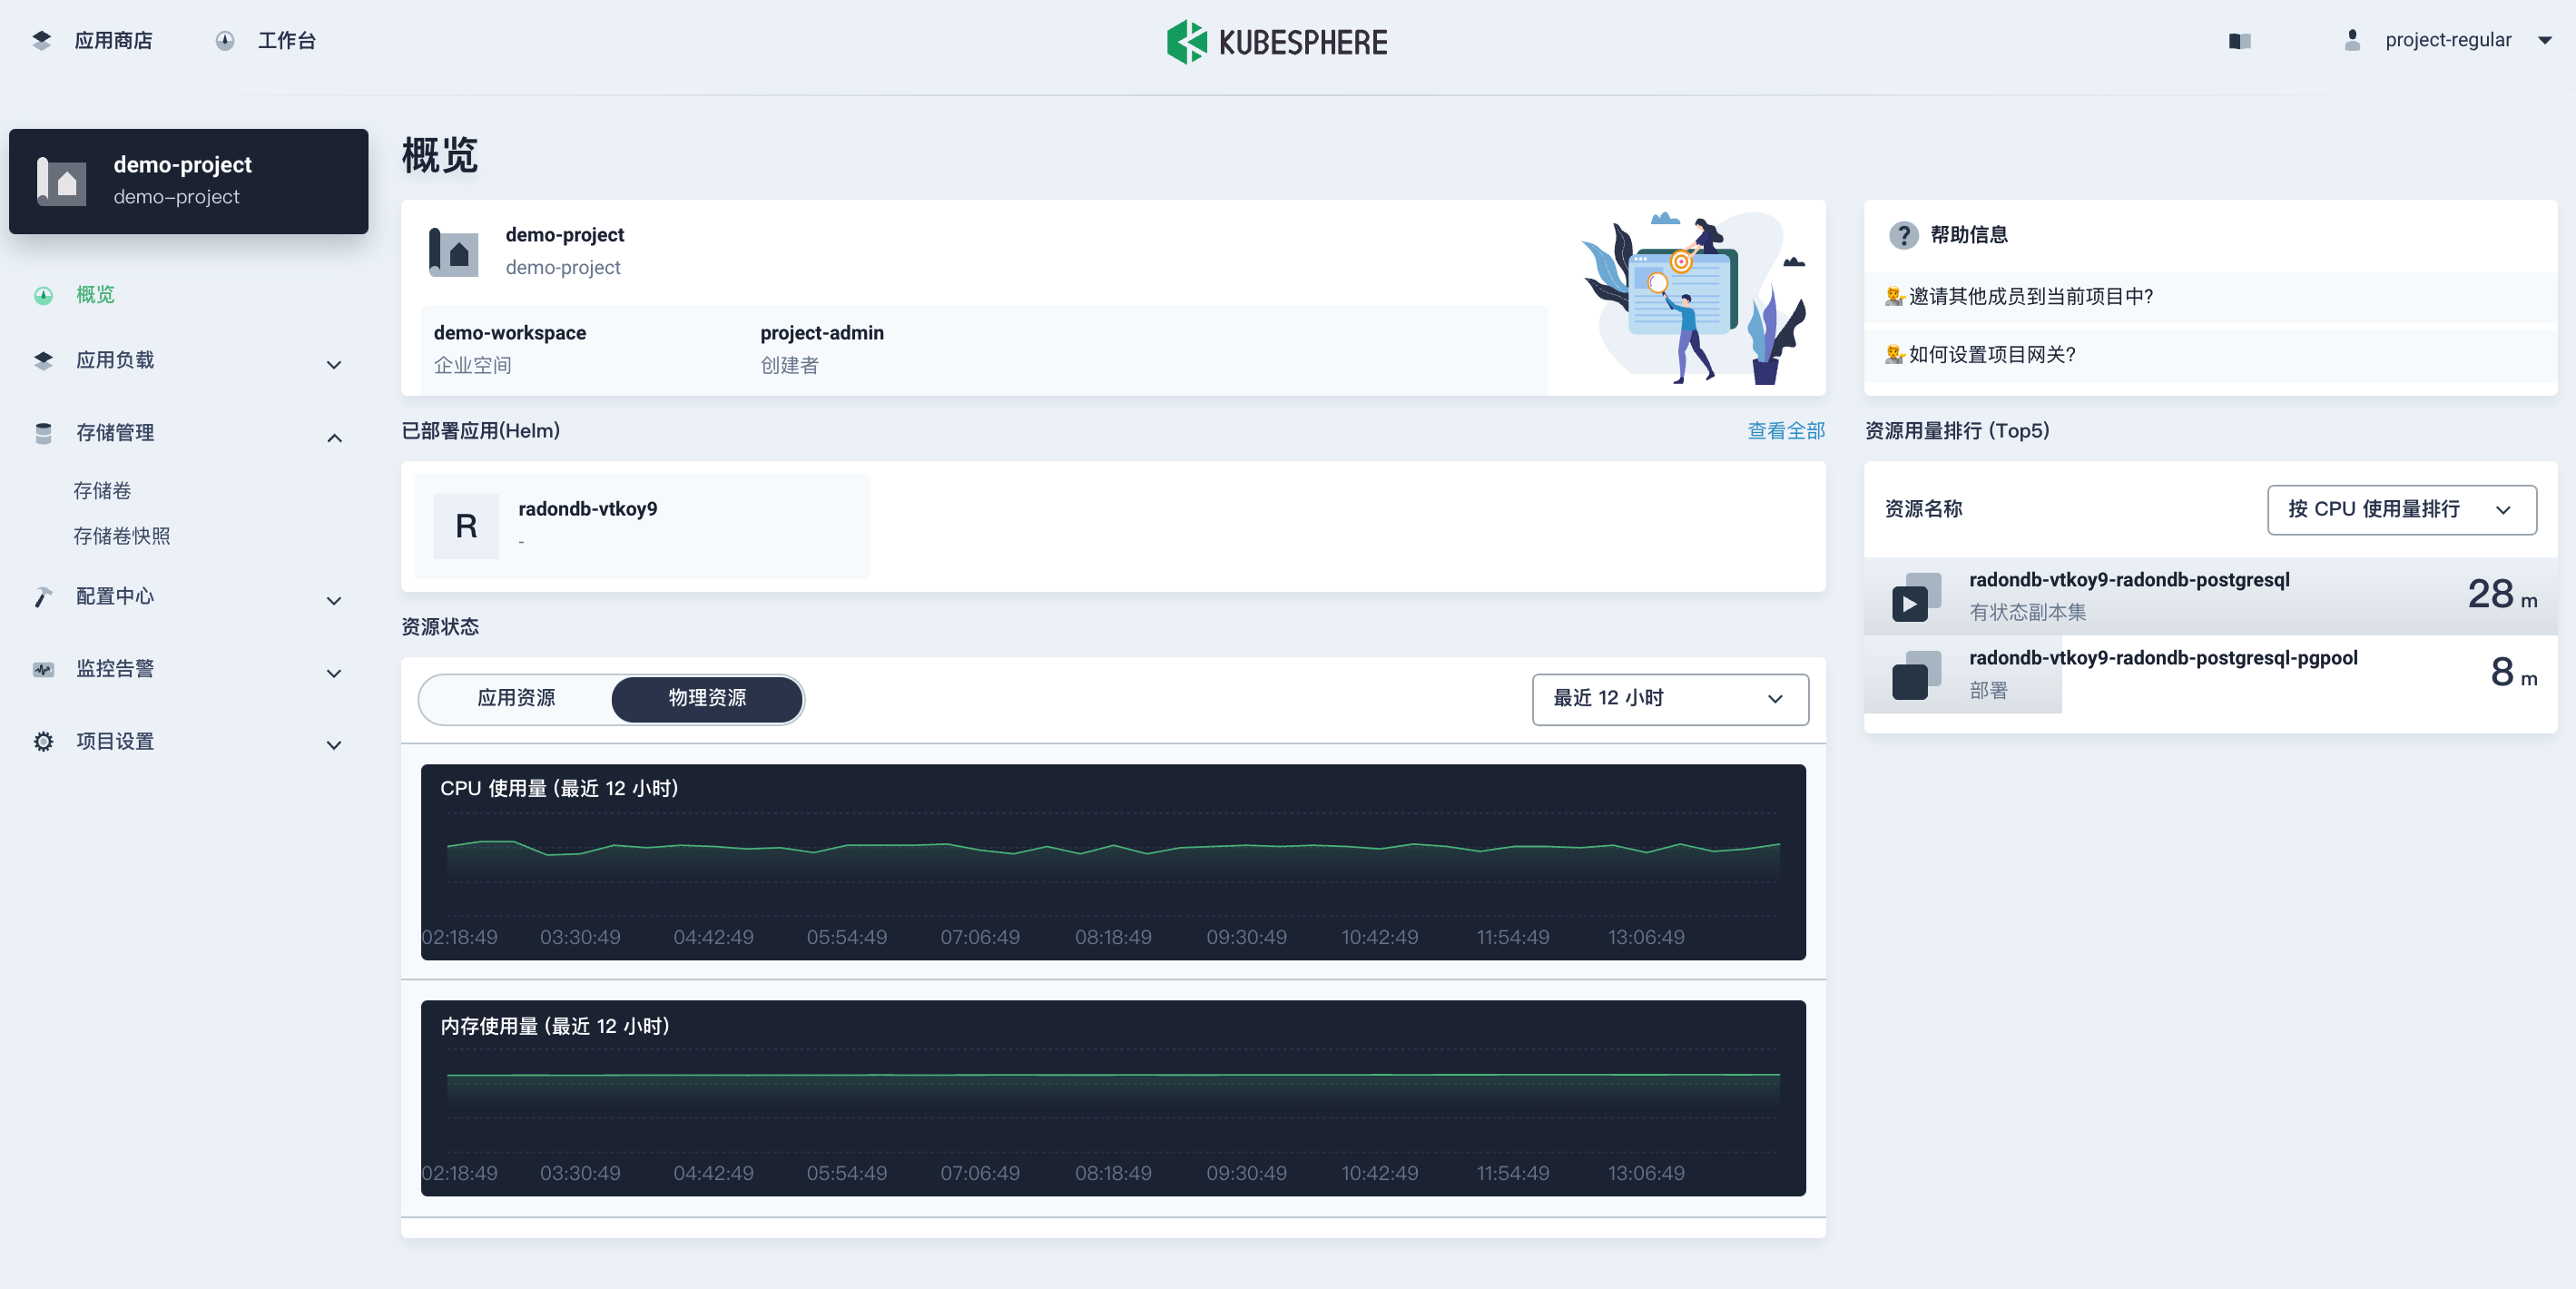 应用商店
工作台
KUBESPHERE
project-regular
demo-project
demo-project
概览
应用负载
存储管理
存储卷
存储卷快照
配置中心
监控告警
项目设置
概览
demo-project
demo-project
demo-workspace
企业空间
project-admin
创建者
已部署应用(Helm)
查看全部
R
radondb-vtkoy9
-
资源状态
应用资源
物理资源
最近 12 小时
CPU 使用量 (最近 12 小时)
02:18:49 03:30:49 04:42:49 05:54:49 07:06:49 08:18:49 09:30:49 10:42:49 11:54:49 13:06:49
内存使用量 (最近 12 小时)
02:18:49 03:30:49 04:42:49 05:54:49 07:06:49 08:18:49 09:30:49 10:42:49 11:54:49 13:06:49
? 帮助信息
邀请其他成员到当前项目中?
如何设置项目网关?
资源用量排行 (Top5)
资源名称
按 CPU 使用量排行
radondb-vtkoy9-radondb-postgresql
有状态副本集
28 m
radondb-vtkoy9-radondb-postgresql-pgpool
部署
8 m